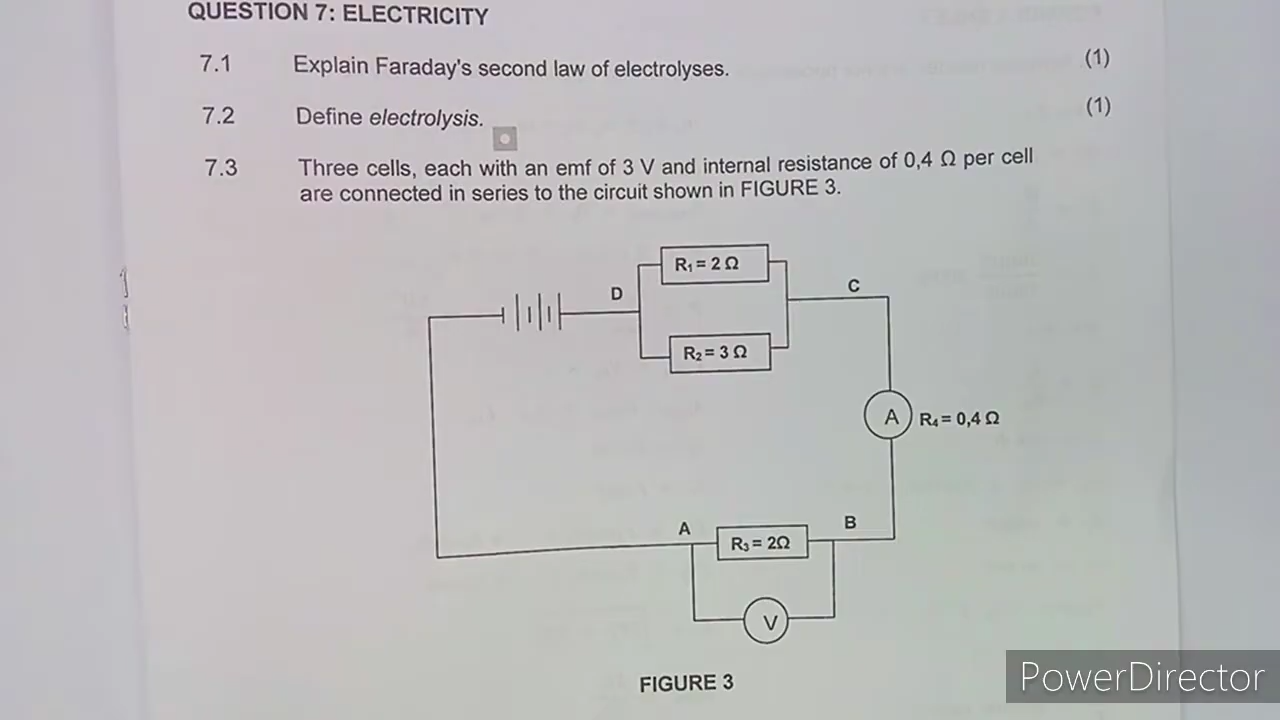 QUESTION 7: ELECTRICITY
7.1 Explain Faraday's second law of electrolyses. (1)
7.2 Define electrolysis. (1)
7.3 Three cells, each with an emf of 3 V and internal resistance of 0,4 Ω per cell
are connected in series to the circuit shown in FIGURE 3.
R₁ = 2 Ω
D
C
R₂ = 3 Ω
A R₄ = 0,4 Ω
A
B
R₃ = 2Ω
V
FIGURE 3
PowerDirector